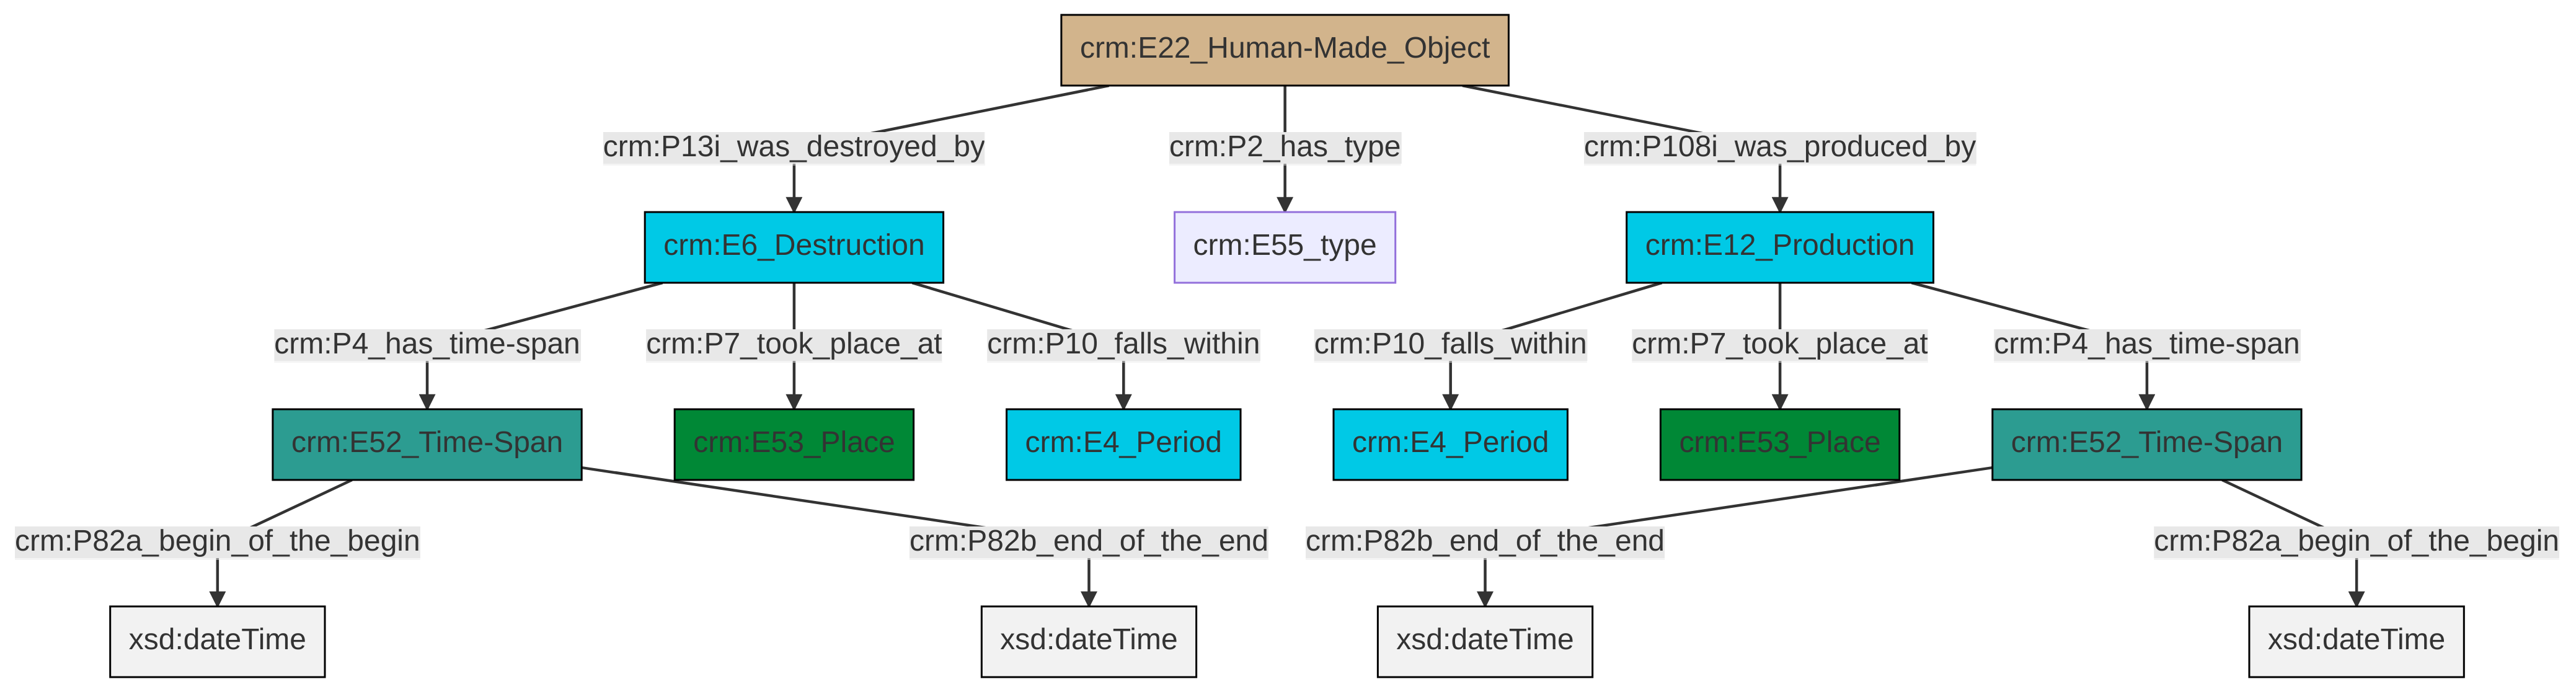 crm:E22_Human-Made_Object
crm:P13i_was_destroyed_by
crm:P2_has_type
crm:P108i_was_produced_by
crm:E6_Destruction
crm:E55_type
crm:E12_Production
crm:P4_has_time-span
crm:P7_took_place_at
crm:P10_falls_within
crm:P10_falls_within
crm:P7_took_place_at
crm:P4_has_time-span
crm:E52_Time-Span
crm:E53_Place
crm:E4_Period
crm:E4_Period
crm:E53_Place
crm:E52_Time-Span
crm:P82a_begin_of_the_begin
crm:P82b_end_of_the_end
crm:P82b_end_of_the_end
crm:P82a_begin_of_the_begin
xsd:dateTime
xsd:dateTime
xsd:dateTime
xsd:dateTime